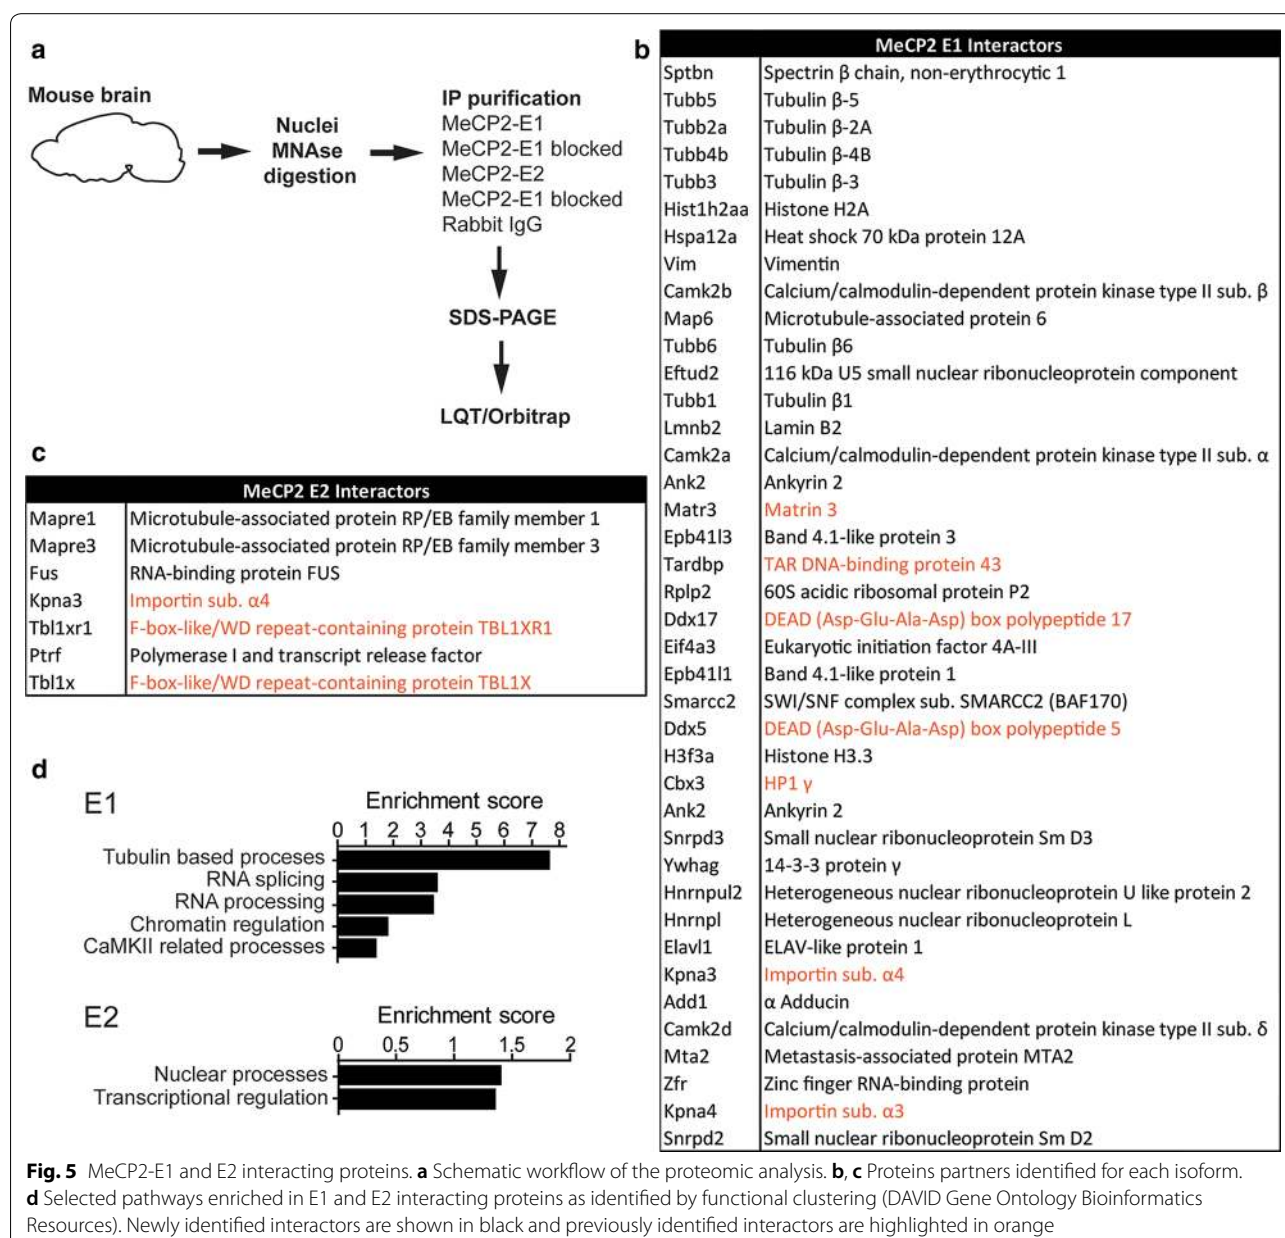 a
Mouse brain
Nuclei
MNAse
digestion
IP purification
MeCP2-E1
MeCP2-E1 blocked
MeCP2-E2
MeCP2-E1 blocked
Rabbit IgG
SDS-PAGE
LQT/Orbitrap
b
MeCP2 E1 Interactors
Sptbn Spectrin β chain, non-erythrocytic 1
Tubb5 Tubulin β-5
Tubb2a Tubulin β-2A
Tubb4b Tubulin β-4B
Tubb3 Tubulin β-3
Hist1h2aa Histone H2A
Hspa12a Heat shock 70 kDa protein 12A
Vim Vimentin
Camk2b Calcium/calmodulin-dependent protein kinase type II sub. β
Map6 Microtubule-associated protein 6
Tubb6 Tubulin β6
Eftud2 116 kDa U5 small nuclear ribonucleoprotein component
Tubb1 Tubulin β1
Lmnb2 Lamin B2
Camk2a Calcium/calmodulin-dependent protein kinase type II sub. α
Ank2 Ankyrin 2
Matr3 Matrin 3
Epb41l3 Band 4.1-like protein 3
Tardbp TAR DNA-binding protein 43
Rplp2 60S acidic ribosomal protein P2
Ddx17 DEAD (Asp-Glu-Ala-Asp) box polypeptide 17
Eif4a3 Eukaryotic initiation factor 4A-III
Epb41l1 Band 4.1-like protein 1
Smarcc2 SWI/SNF complex sub. SMARCC2 (BAF170)
Ddx5 DEAD (Asp-Glu-Ala-Asp) box polypeptide 5
H3f3a Histone H3.3
Cbx3 HP1 γ
Ank2 Ankyrin 2
Snrpd3 Small nuclear ribonucleoprotein Sm D3
Ywhag 14-3-3 protein γ
Hnrnpul2 Heterogeneous nuclear ribonucleoprotein U like protein 2
Hnrnpl Heterogeneous nuclear ribonucleoprotein L
Elavl1 ELAV-like protein 1
Kpna3 Importin sub. α4
Add1 α Adducin
Camk2d Calcium/calmodulin-dependent protein kinase type II sub. δ
Mta2 Metastasis-associated protein MTA2
Zfr Zinc finger RNA-binding protein
Kpna4 Importin sub. α3
Snrpd2 Small nuclear ribonucleoprotein Sm D2
c
MeCP2 E2 Interactors
Mapre1 Microtubule-associated protein RP/EB family member 1
Mapre3 Microtubule-associated protein RP/EB family member 3
Fus RNA-binding protein FUS
Kpna3 Importin sub. α4
Tbl1xr1 F-box-like/WD repeat-containing protein TBL1XR1
Ptrf Polymerase I and transcript release factor
Tbl1x F-box-like/WD repeat-containing protein TBL1X
d
E1 Enrichment score
0 1 2 3 4 5 6 7 8
Tubulin based proceses
RNA splicing
RNA processing
Chromatin regulation
CaMKII related processes
E2 Enrichment score
0 0.5 1 1.5 2
Nuclear processes
Transcriptional regulation
Fig. 5 MeCP2-E1 and E2 interacting proteins. a Schematic workflow of the proteomic analysis. b, c Proteins partners identified for each isoform.
d Selected pathways enriched in E1 and E2 interacting proteins as identified by functional clustering (DAVID Gene Ontology Bioinformatics
Resources). Newly identified interactors are shown in black and previously identified interactors are highlighted in orange